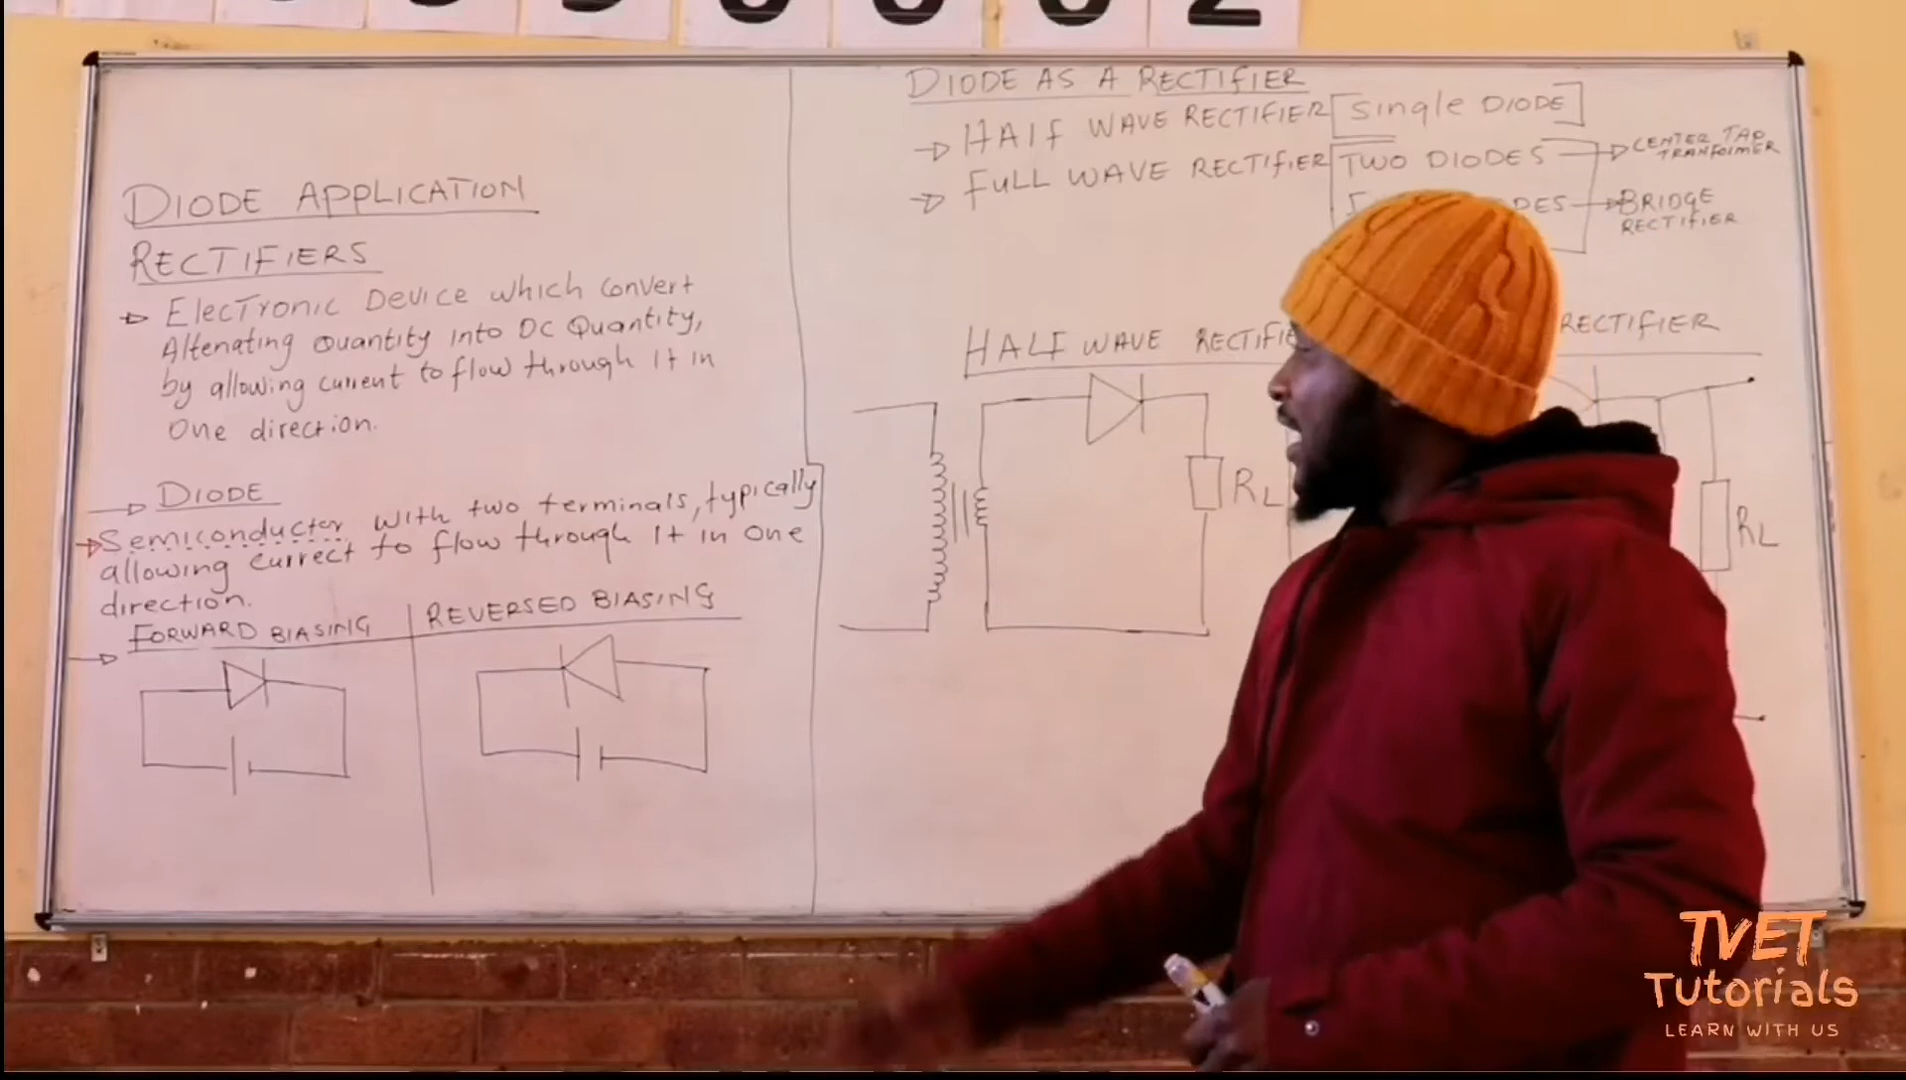 DIODE APPLICATION
RECTIFIERS
Electronic Device which convert
Altenating Quantity into DC Quantity,
by allowing current to flow through it in
One direction.
DIODE
Semiconductor with two terminals, typically
allowing currect to flow through it in one
direction.
FORWARD BIASING
REVERSED BIASING
DIODE AS A RECTIFIER
HALF WAVE RECTIFIER [Single DIODE]
FULL WAVE RECTIFIER TWO DIODES
CENTER TAP
TRANFORMER
BRIDGE
RECTIFIER
HALF WAVE
RECTIFIER
RL
RL
TVET
Tutorials
LEARN WITH US